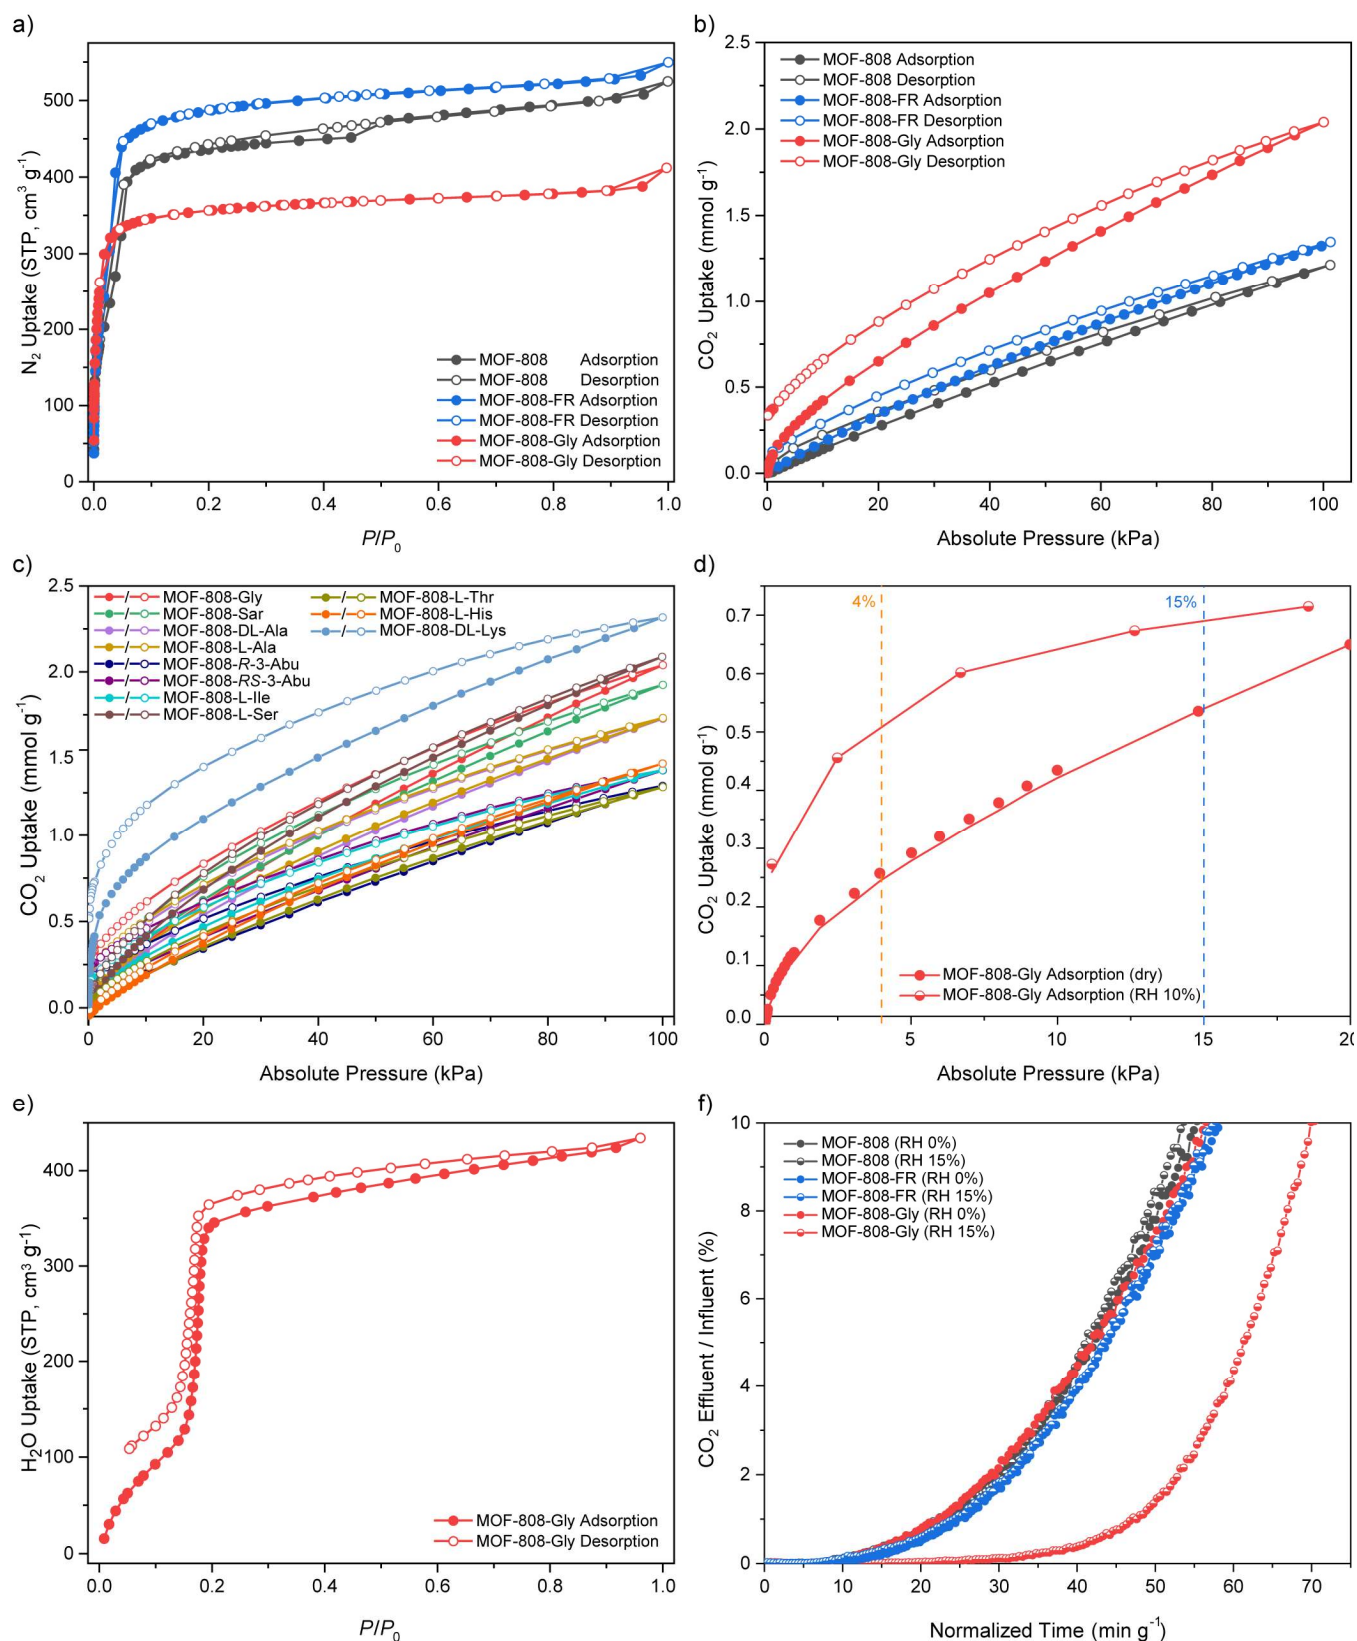 a)
500
400
300
200
100
0
N₂ Uptake (STP, cm³ g⁻¹)
MOF-808 Adsorption
MOF-808 Desorption
MOF-808-FR Adsorption
MOF-808-FR Desorption
MOF-808-Gly Adsorption
MOF-808-Gly Desorption
0.0 0.2 0.4 0.6 0.8 1.0
P/P₀
b)
2.5
2.0
1.5
1.0
0.5
0.0
CO₂ Uptake (mmol g⁻¹)
MOF-808 Adsorption
MOF-808 Desorption
MOF-808-FR Adsorption
MOF-808-FR Desorption
MOF-808-Gly Adsorption
MOF-808-Gly Desorption
0 20 40 60 80 100
Absolute Pressure (kPa)
c)
2.5
2.0
1.5
1.0
0.5
0.0
CO₂ Uptake (mmol g⁻¹)
/ MOF-808-Gly
/ MOF-808-Sar
/ MOF-808-DL-Ala
/ MOF-808-L-Ala
/ MOF-808-R-3-Abu
/ MOF-808-RS-3-Abu
/ MOF-808-L-Ile
/ MOF-808-L-Ser
/ MOF-808-L-Thr
/ MOF-808-L-His
/ MOF-808-DL-Lys
0 20 40 60 80 100
Absolute Pressure (kPa)
d)
0.7
0.6
0.5
0.4
0.3
0.2
0.1
0.0
CO₂ Uptake (mmol g⁻¹)
4%
15%
MOF-808-Gly Adsorption (dry)
MOF-808-Gly Adsorption (RH 10%)
0 5 10 15 20
Absolute Pressure (kPa)
e)
400
300
200
100
0
H₂O Uptake (STP, cm³ g⁻¹)
MOF-808-Gly Adsorption
MOF-808-Gly Desorption
0.0 0.2 0.4 0.6 0.8 1.0
P/P₀
f)
10
8
6
4
2
0
CO₂ Effluent / Influent (%)
MOF-808 (RH 0%)
MOF-808 (RH 15%)
MOF-808-FR (RH 0%)
MOF-808-FR (RH 15%)
MOF-808-Gly (RH 0%)
MOF-808-Gly (RH 15%)
0 10 20 30 40 50 60 70
Normalized Time (min g⁻¹)